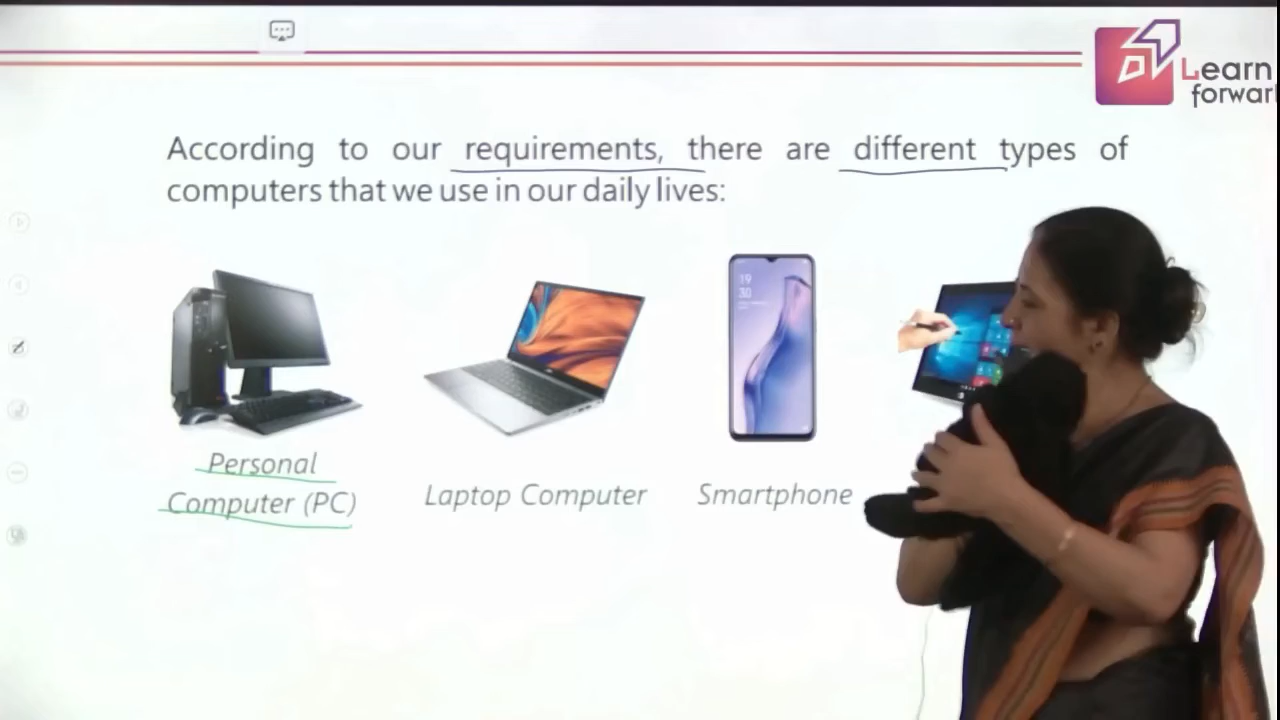 Learn
forward
According to our requirements, there are different types of
computers that we use in our daily lives:
19
30
Personal
Computer (PC)
Laptop Computer
Smartphone